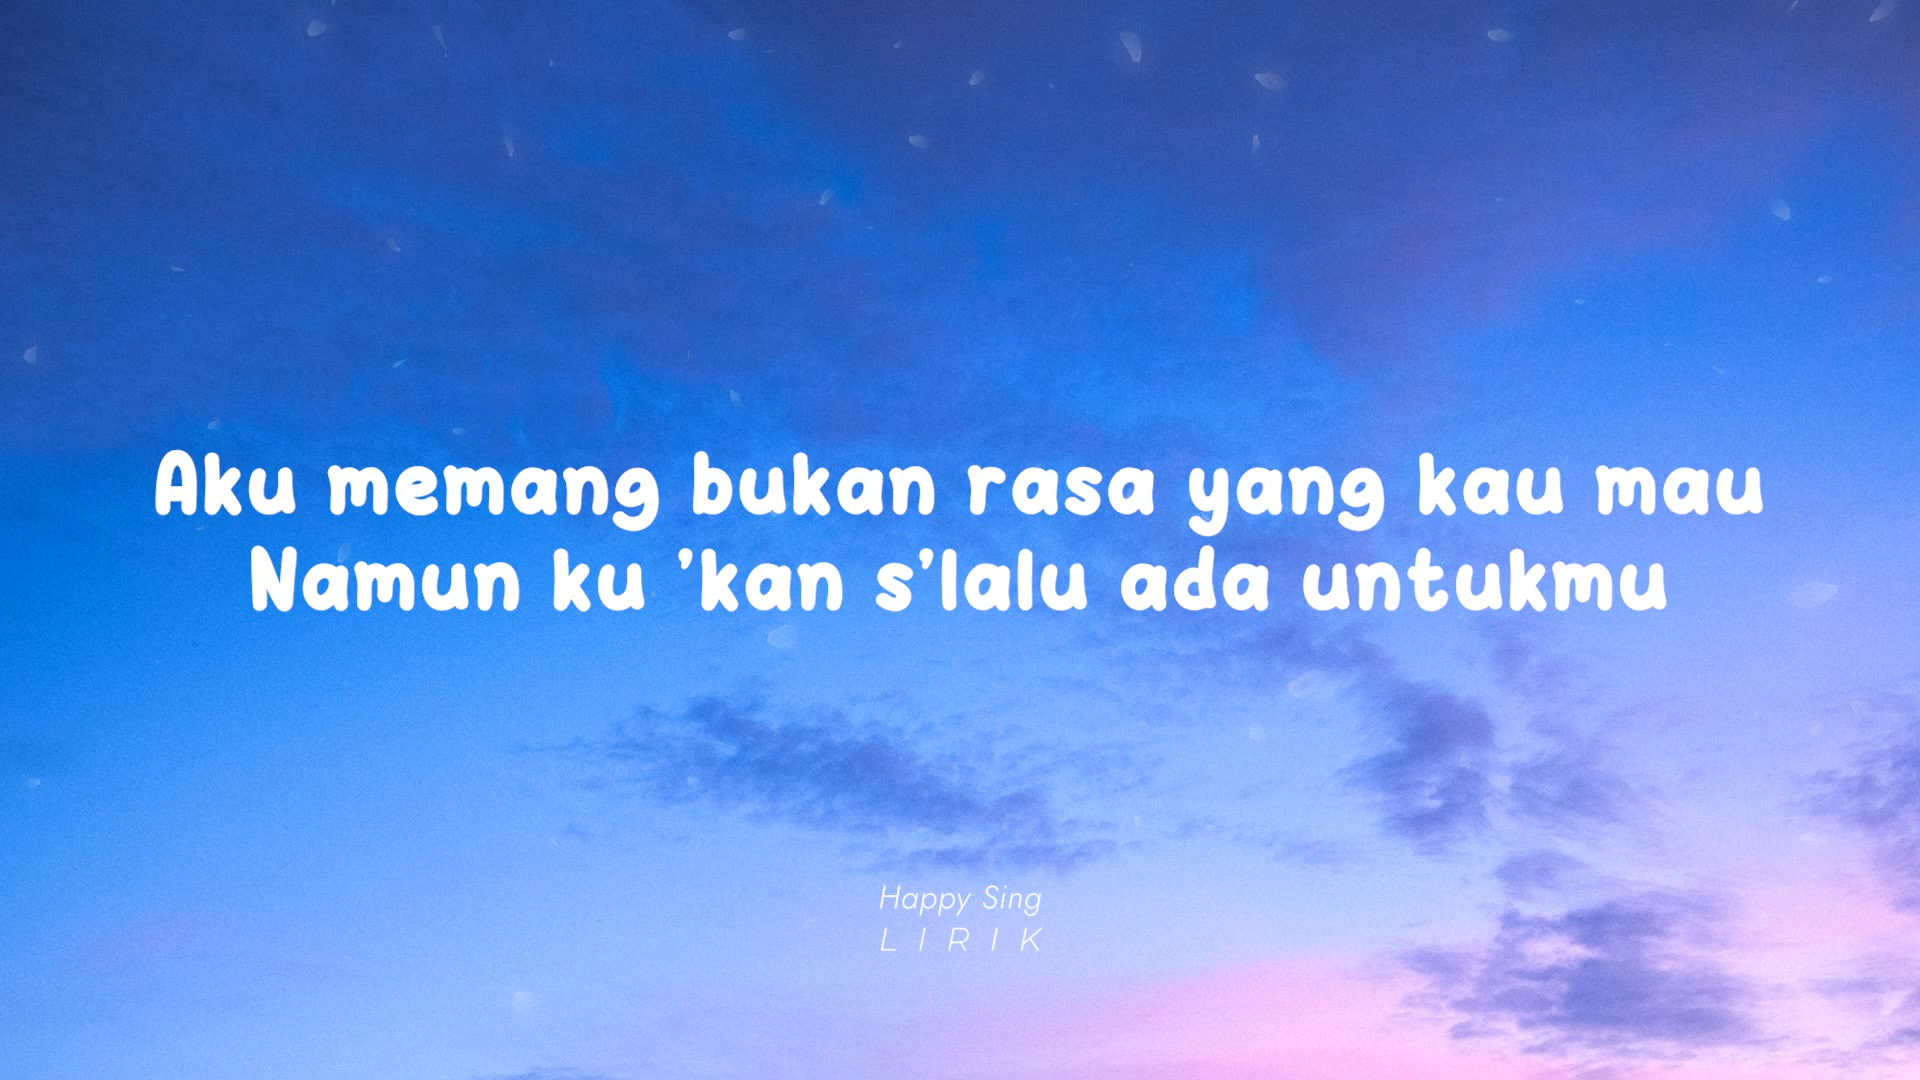 Aku memang bukan rasa yang kau mau
Namun ku 'kan s'lalu ada untukmu
Happy Sing
LIRIK